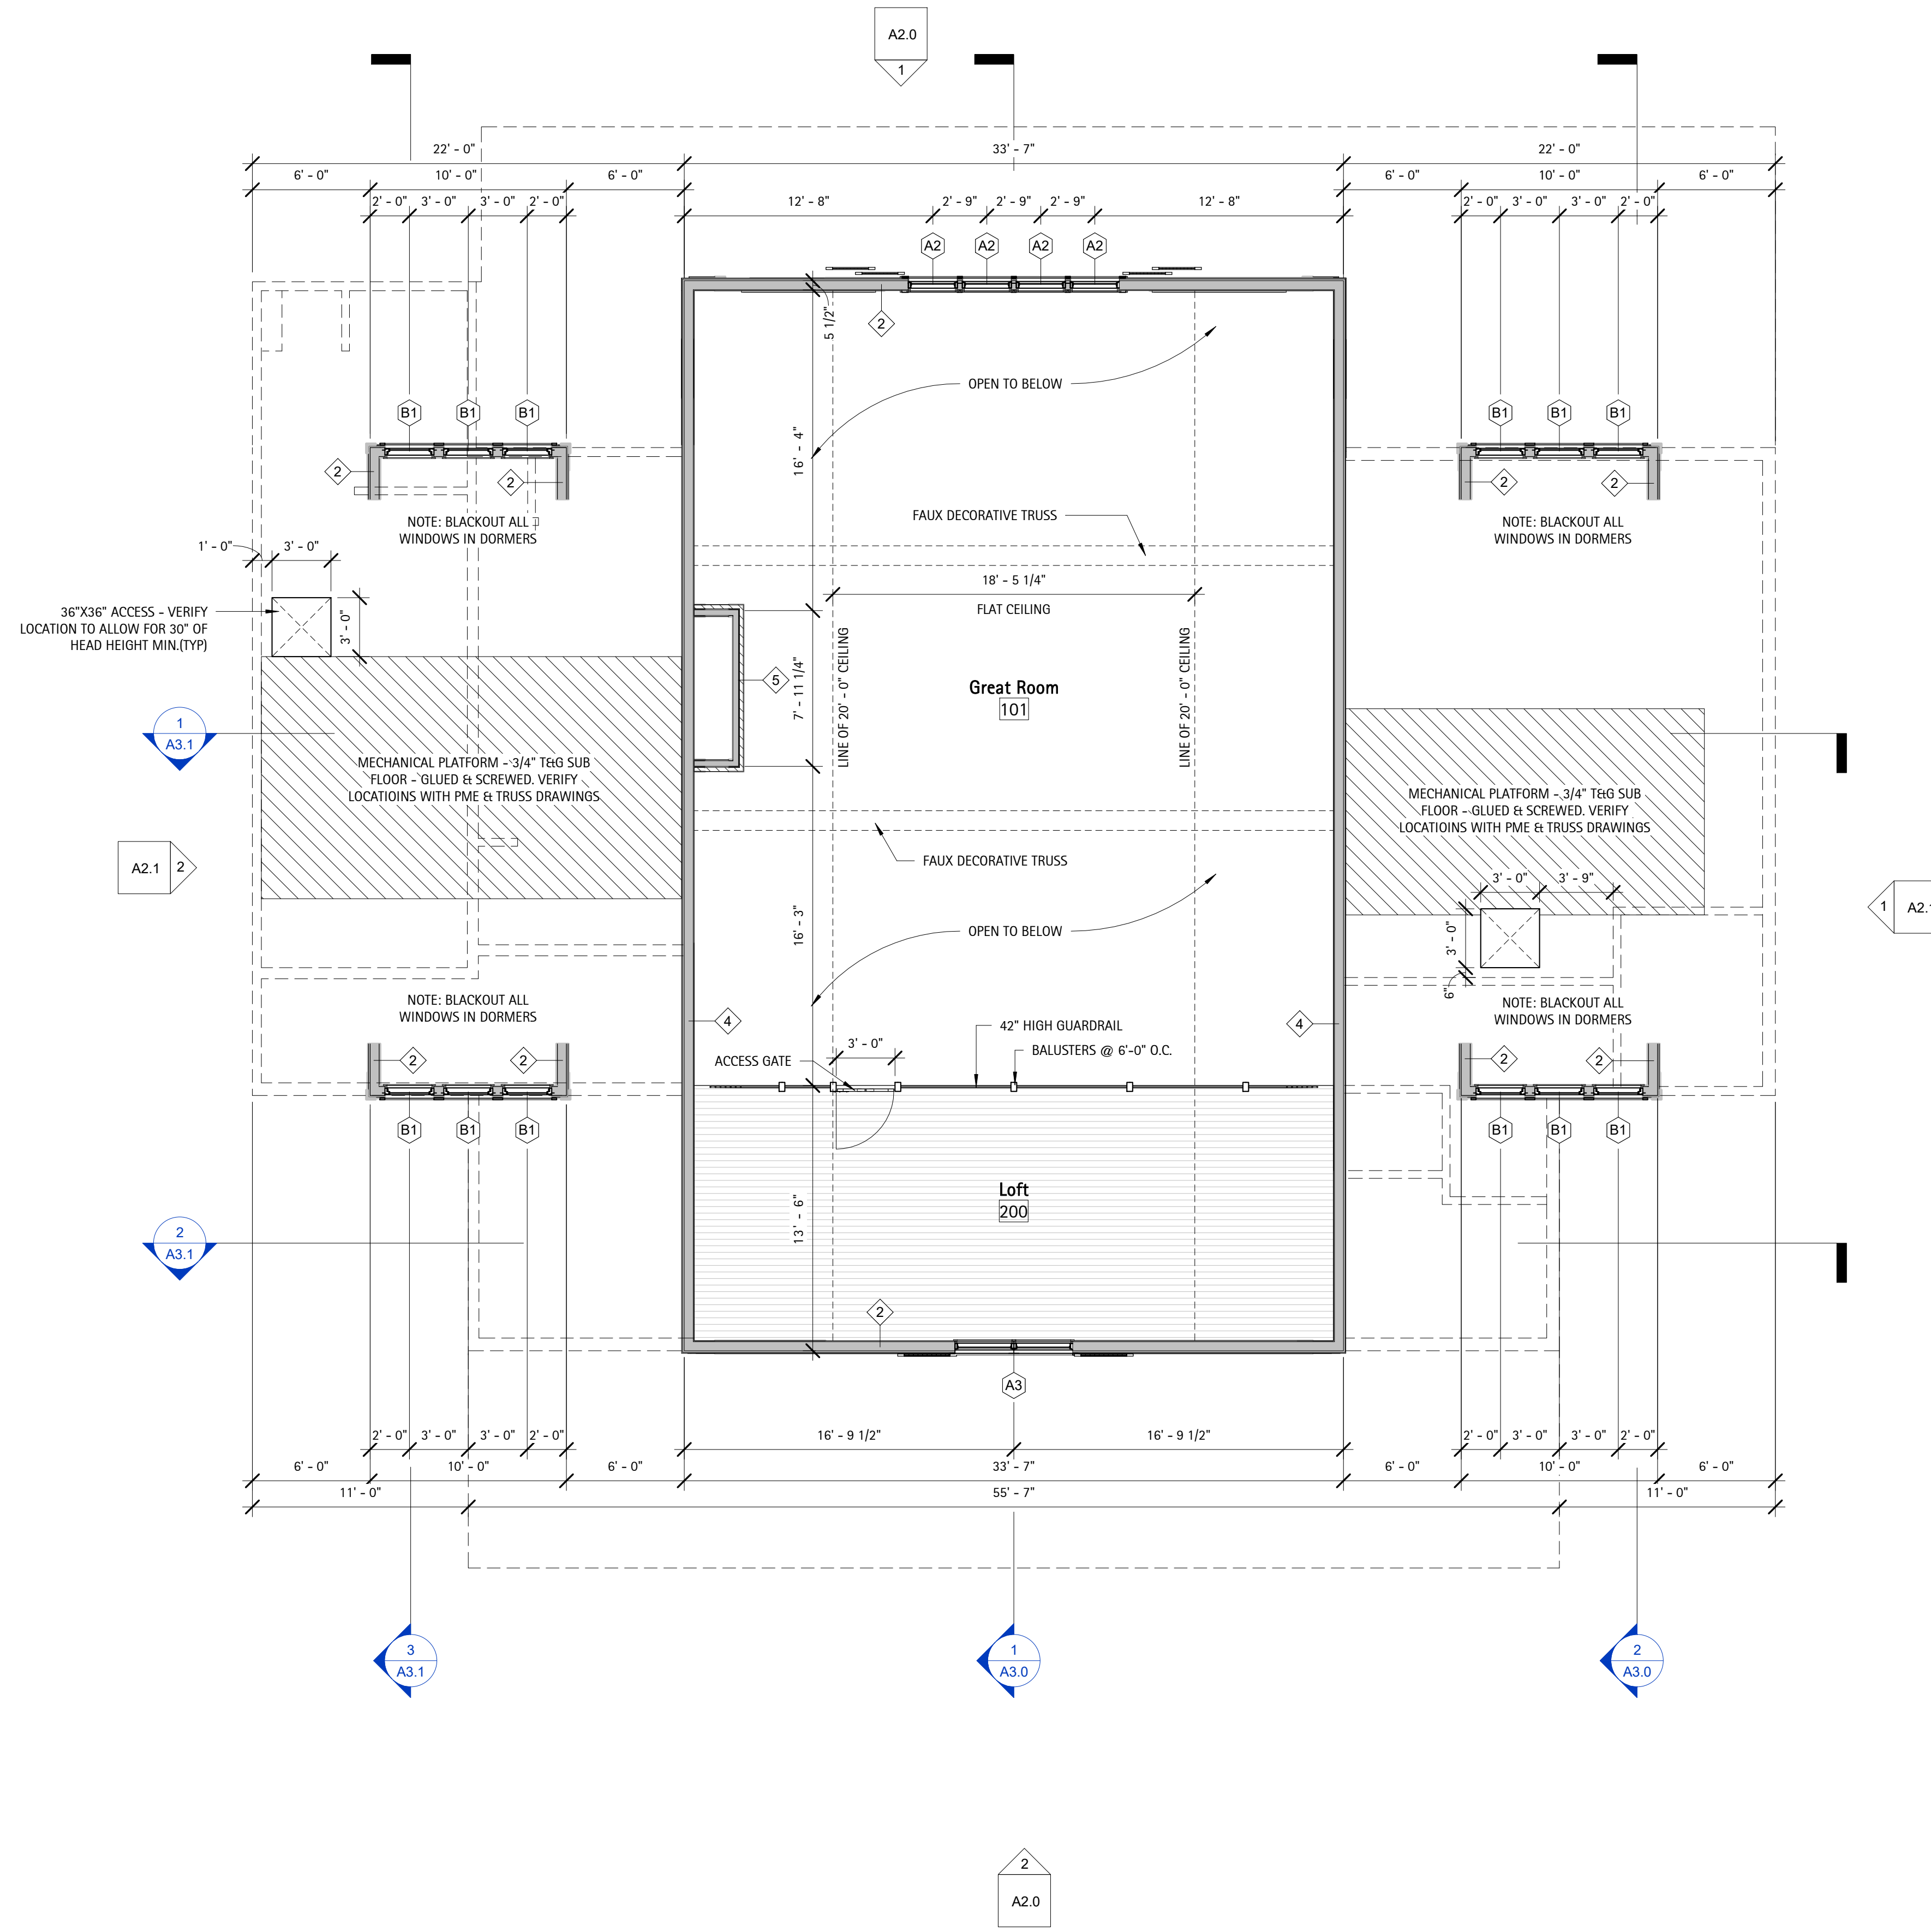 A2.0
1
22' - 0"
33' - 7"
22' - 0"
6' - 0"
10' - 0"
6' - 0"
6' - 0"
10' - 0"
6' - 0"
2' - 0"
3' - 0"
3' - 0"
2' - 0"
12' - 8"
2' - 9"
2' - 9"
2' - 9"
12' - 8"
2' - 0"
3' - 0"
3' - 0"
2' - 0"
A2
A2
A2
A2
5 1/2"
2
OPEN TO BELOW
B1
B1
B1
B1
B1
B1
16' - 4"
2
2
2
2
NOTE: BLACKOUT ALL
WINDOWS IN DORMERS
FAUX DECORATIVE TRUSS
NOTE: BLACKOUT ALL
WINDOWS IN DORMERS
1' - 0"
3' - 0"
18' - 5 1/4"
FLAT CEILING
36"X36" ACCESS - VERIFY
LOCATION TO ALLOW FOR 30" OF
HEAD HEIGHT MIN.(TYP)
3' - 0"
LINE OF 20' - 0" CEILING
LINE OF 20' - 0" CEILING
5
7' - 11 1/4"
Great Room
101
1
A3.1
MECHANICAL PLATFORM - 3/4" T&G SUB
FLOOR - GLUED & SCREWED. VERIFY
LOCATIOINS WITH PME & TRUSS DRAWINGS
MECHANICAL PLATFORM - 3/4" T&G SUB
FLOOR - GLUED & SCREWED. VERIFY
LOCATIOINS WITH PME & TRUSS DRAWINGS
A2.1
2
FAUX DECORATIVE TRUSS
3' - 0"
3' - 9"
1
A2.1
16' - 3"
OPEN TO BELOW
3' - 0"
6"
NOTE: BLACKOUT ALL
WINDOWS IN DORMERS
NOTE: BLACKOUT ALL
WINDOWS IN DORMERS
4
4
42" HIGH GUARDRAIL
3' - 0"
BALUSTERS @ 6'-0" O.C.
ACCESS GATE
2
2
2
2
B1
B1
B1
B1
B1
B1
Loft
200
13' - 6"
2
A3.1
2
A3
2' - 0"
3' - 0"
3' - 0"
2' - 0"
16' - 9 1/2"
16' - 9 1/2"
2' - 0"
3' - 0"
3' - 0"
2' - 0"
6' - 0"
10' - 0"
6' - 0"
33' - 7"
6' - 0"
10' - 0"
6' - 0"
11' - 0"
55' - 7"
11' - 0"
3
A3.1
1
A3.0
2
A3.0
2
A2.0